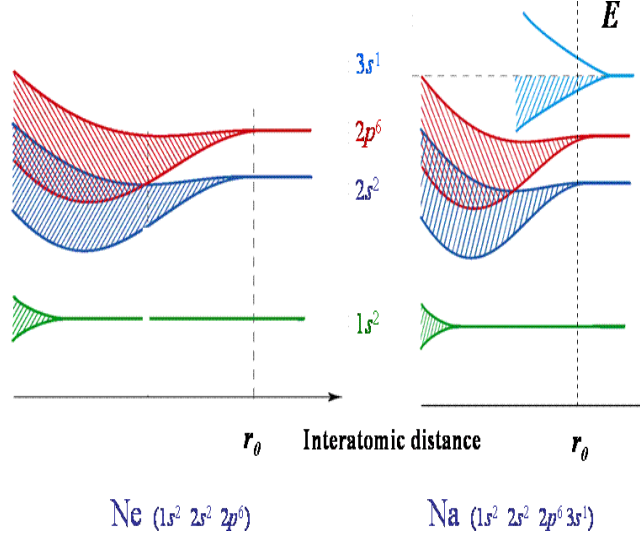 E
3s¹
2p⁶
2s²
1s²
r₀ Interatomic distance r₀
Ne (1s² 2s² 2p⁶) Na (1s² 2s² 2p⁶ 3s¹)